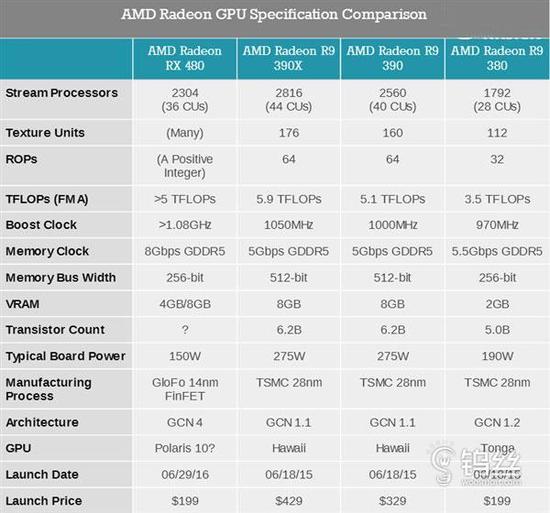 AMD Radeon GPU Specification Comparison
AMD Radeon RX 480 AMD Radeon R9 390X AMD Radeon R9 390 AMD Radeon R9 380
Stream Processors 2304 (36 CUs) 2816 (44 CUs) 2560 (40 CUs) 1792 (28 CUs)
Texture Units (Many) 176 160 112
ROPs (A Positive Integer) 64 64 32
TFLOPs (FMA) >5 TFLOPs 5.9 TFLOPs 5.1 TFLOPs 3.5 TFLOPs
Boost Clock >1.08GHz 1050MHz 1000MHz 970MHz
Memory Clock 8Gbps GDDR5 5Gbps GDDR5 5Gbps GDDR5 5.5Gbps GDDR5
Memory Bus Width 256-bit 512-bit 512-bit 256-bit
VRAM 4GB/8GB 8GB 8GB 2GB
Transistor Count ? 6.2B 6.2B 5.0B
Typical Board Power 150W 275W 275W 190W
Manufacturing Process GloFo 14nm FinFET TSMC 28nm TSMC 28nm TSMC 28nm
Architecture GCN 4 GCN 1.1 GCN 1.1 GCN 1.2
GPU Polaris 10? Hawaii Hawaii Tonga
Launch Date 06/29/16 06/18/15 06/18/15 06/18/15
Launch Price $199 $429 $329 $199
钨丝